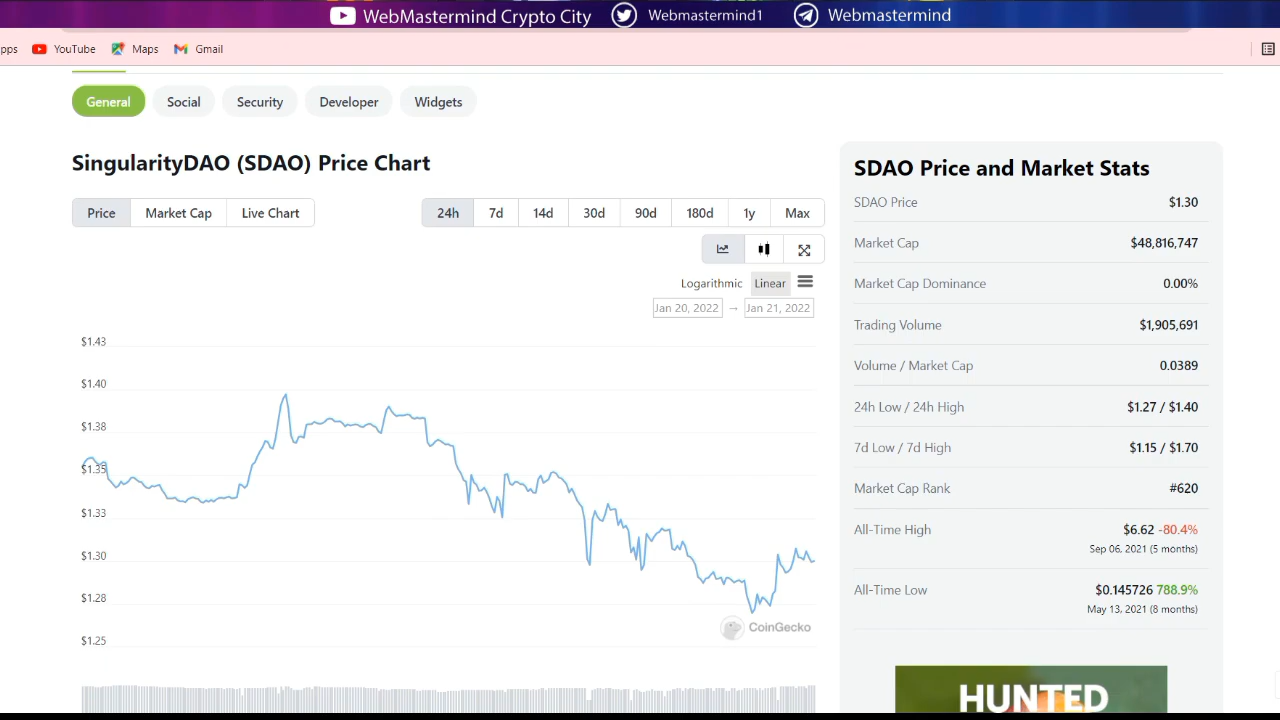 WebMastermind Crypto City Webmastermind1 Webmastermind
pps YouTube Maps Gmail
General Social Security Developer Widgets
SingularityDAO (SDAO) Price Chart
Price Market Cap Live Chart 24h 7d 14d 30d 90d 180d 1y Max
Logarithmic Linear
Jan 20, 2022 → Jan 21, 2022
$1.43
$1.40
$1.38
$1.35
$1.33
$1.30
$1.28
$1.25
CoinGecko
SDAO Price and Market Stats
SDAO Price $1.30
Market Cap $48,816,747
Market Cap Dominance 0.00%
Trading Volume $1,905,691
Volume / Market Cap 0.0389
24h Low / 24h High $1.27 / $1.40
7d Low / 7d High $1.15 / $1.70
Market Cap Rank #620
All-Time High $6.62 -80.4%
Sep 06, 2021 (5 months)
All-Time Low $0.145726 788.9%
May 13, 2021 (8 months)
HUNTED